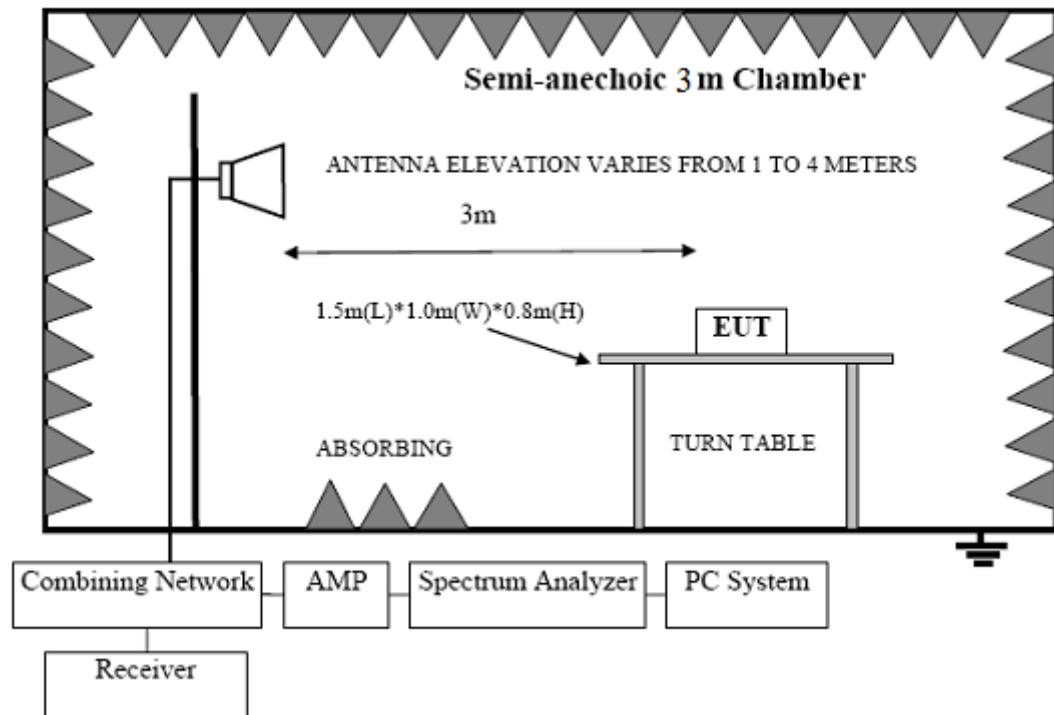 Semi-anechoic 3 m Chamber
ANTENNA ELEVATION VARIES FROM 1 TO 4 METERS
3m
1.5m(L)*1.0m(W)*0.8m(H)
EUT
ABSORBING
TURN TABLE
Combining Network
AMP
Spectrum Analyzer
PC System
Receiver